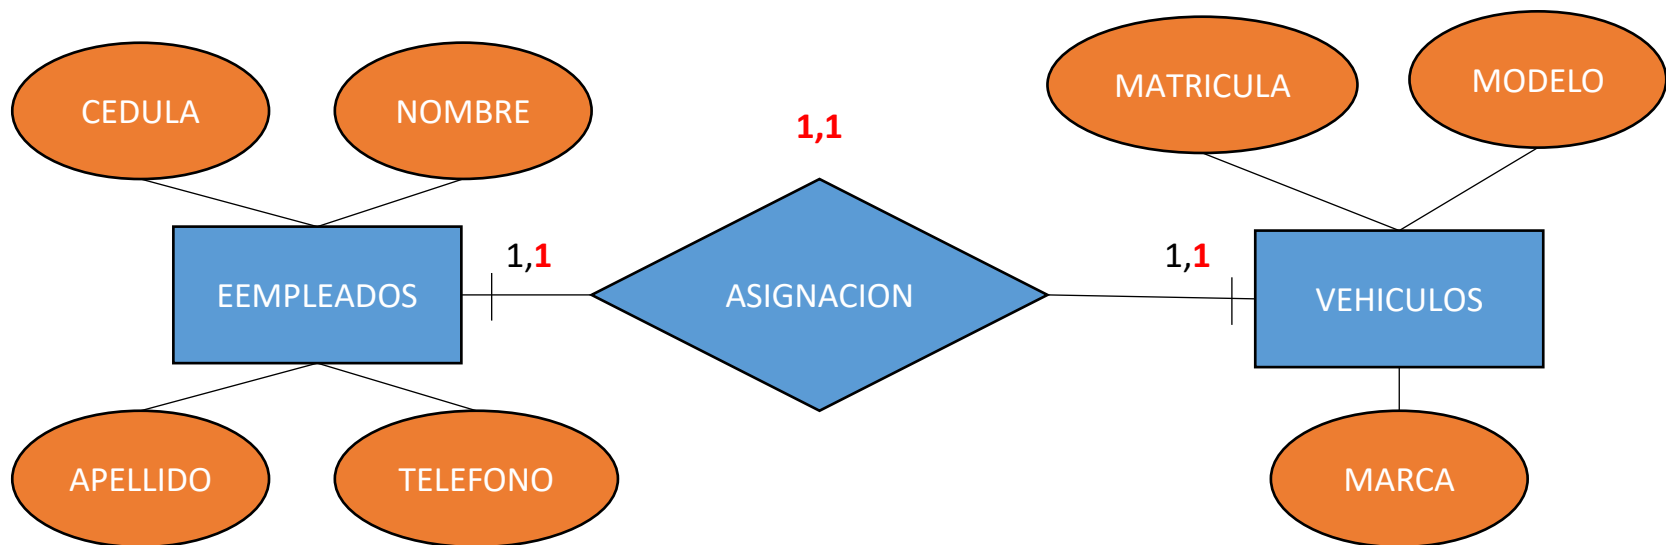 CEDULA
NOMBRE
MATRICULA
MODELO
1,1
EEMPLEADOS
1,1
ASIGNACION
1,1
VEHICULOS
APELLIDO
TELEFONO
MARCA